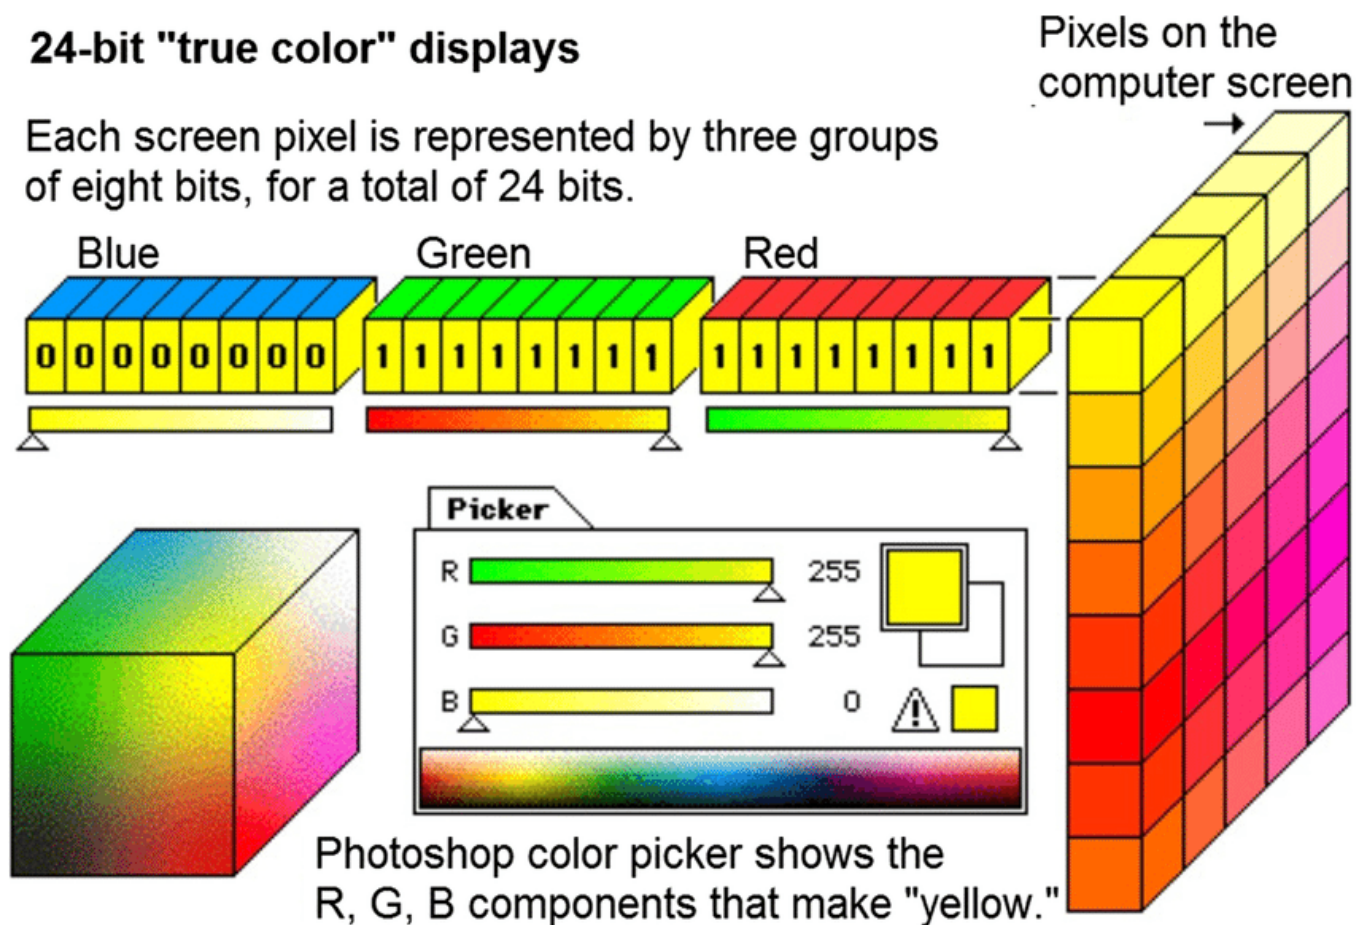 24-bit "true color" displays
Pixels on the
computer screen
Each screen pixel is represented by three groups
of eight bits, for a total of 24 bits.
Blue Green Red
0 0 0 0 0 0 0 0 1 1 1 1 1 1 1 1 1 1 1 1 1 1 1 1
Picker
R 255
G 255
B 0
!
Photoshop color picker shows the
R, G, B components that make "yellow."